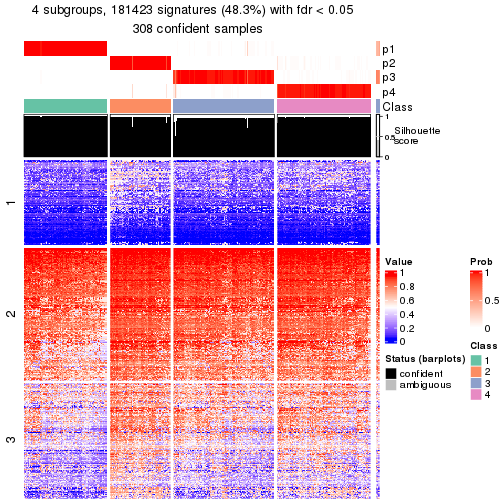 4 subgroups, 181423 signatures (48.3%) with fdr < 0.05
308 confident samples
p1
p2
p3
p4
Class
1
0.5
0
Silhouette
score
1
2
3
Value
1
0.8
0.6
0.4
0.2
0
Prob
1
0.5
0
Status (barplots)
confident
ambiguous
Class
1
2
3
4